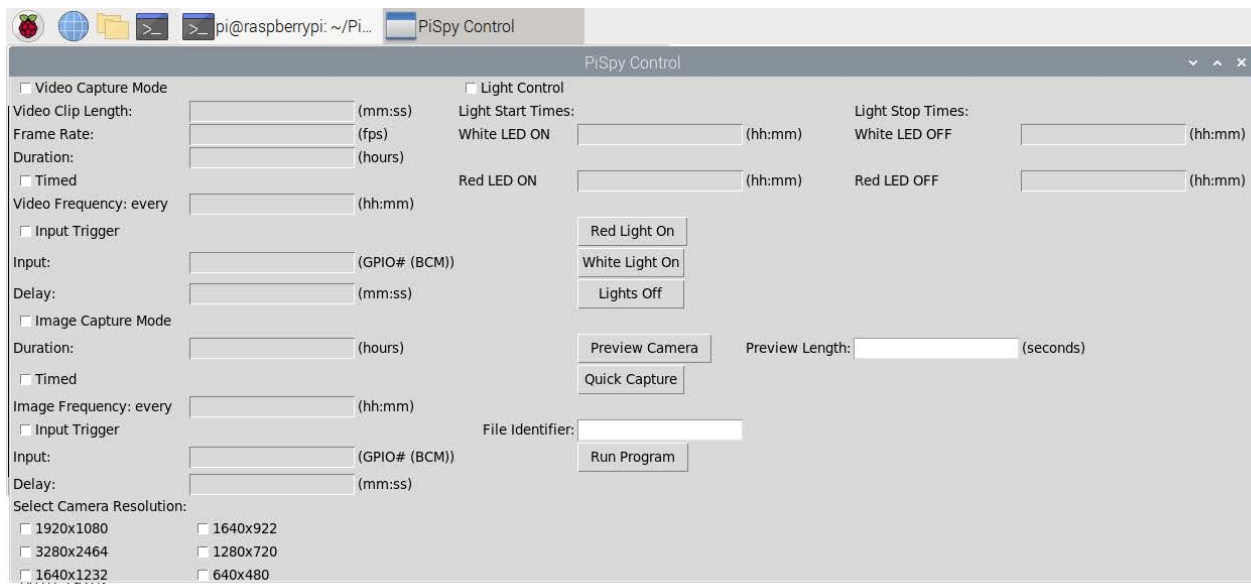 pi@raspberrypi: ~/Pi... PiSpy Control
PiSpy Control
Video Capture Mode Light Control
Video Clip Length: (mm:ss) Light Start Times: Light Stop Times:
Frame Rate: (fps) White LED ON (hh:mm) White LED OFF (hh:mm)
Duration: (hours)
Timed Red LED ON (hh:mm) Red LED OFF (hh:mm)
Video Frequency: every (hh:mm)
Input Trigger Red Light On
Input: (GPIO# (BCM)) White Light On
Delay: (mm:ss) Lights Off
Image Capture Mode
Duration: (hours) Preview Camera Preview Length: (seconds)
Timed Quick Capture
Image Frequency: every (hh:mm)
Input Trigger File Identifier:
Input: (GPIO# (BCM)) Run Program
Delay: (mm:ss)
Select Camera Resolution:
1920x1080 1640x922
3280x2464 1280x720
1640x1232 640x480